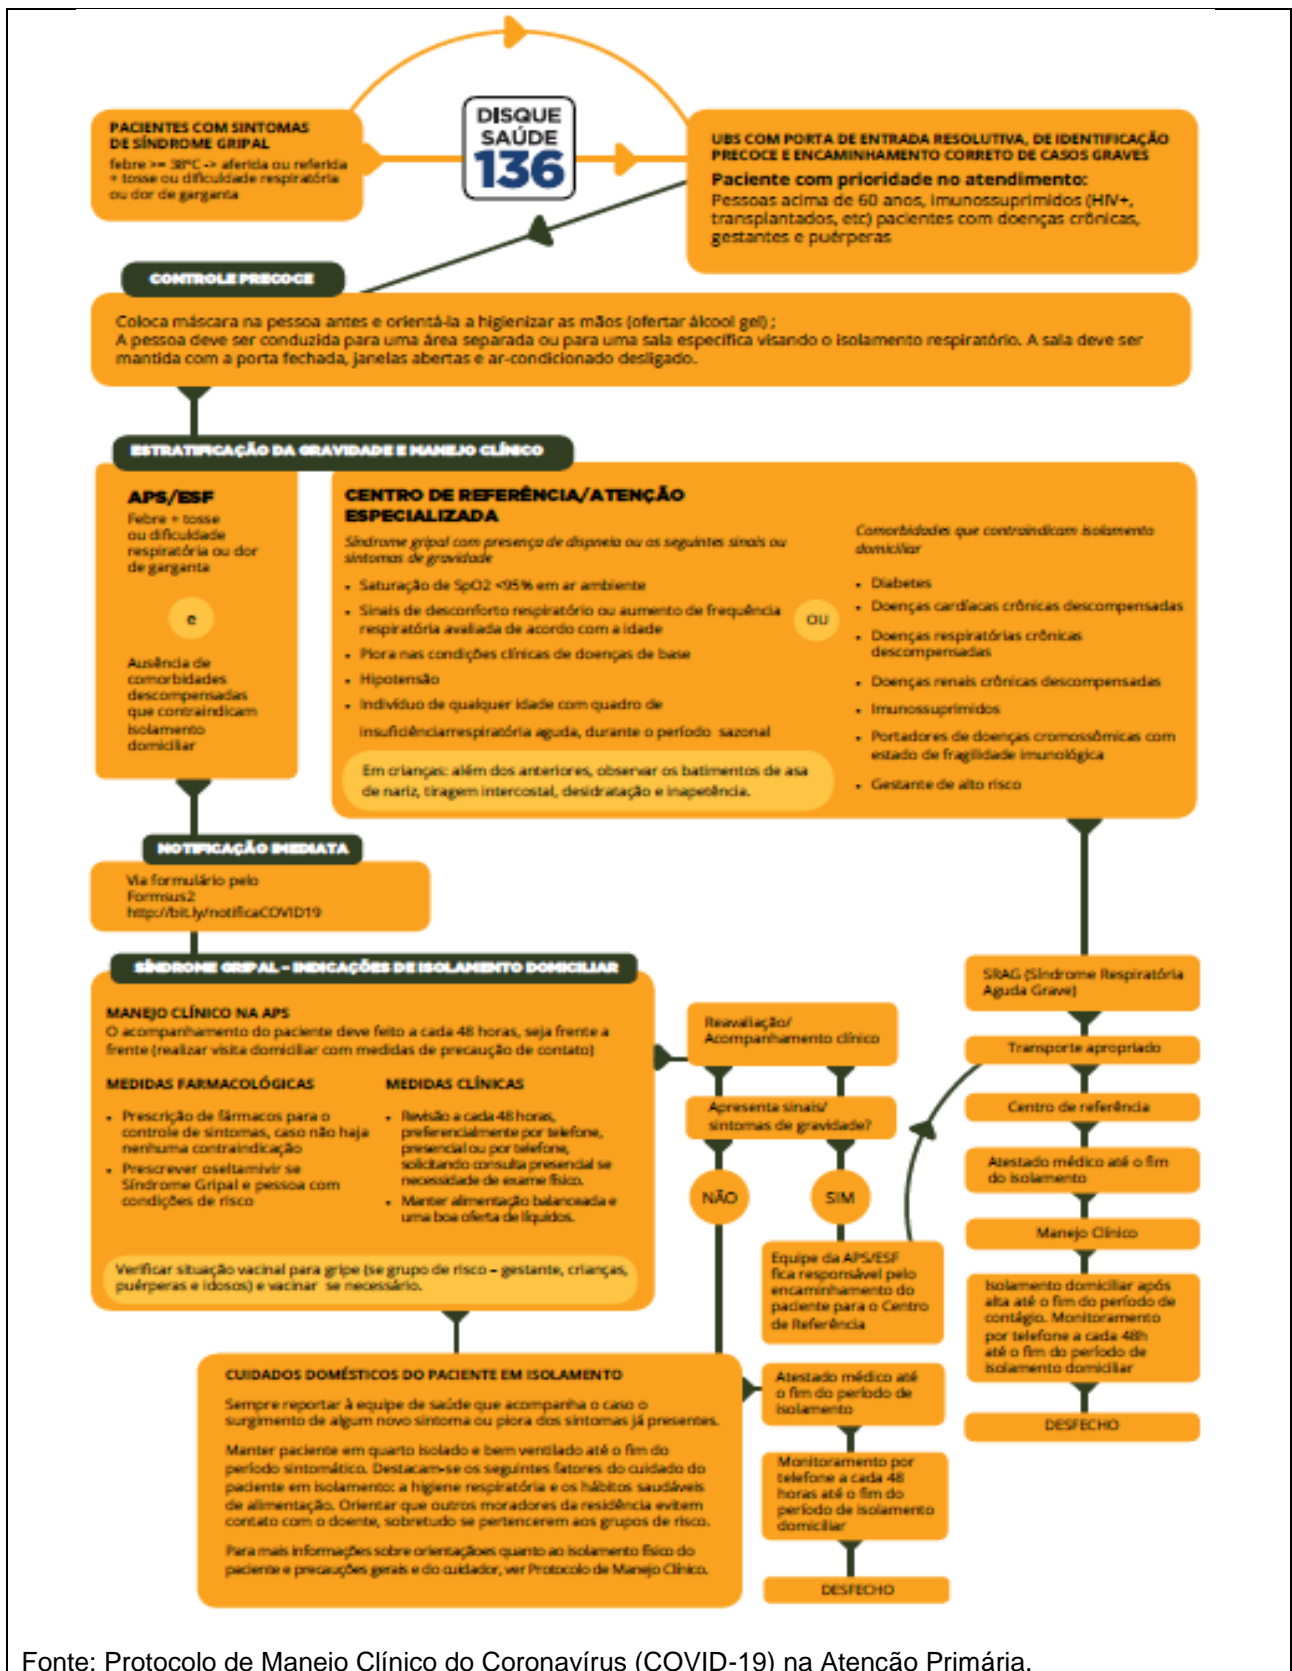 PACIENTES COM SINTOMAS
DE SÍNDROME GRIPAL
febre >= 38ºC -> aferida ou referida
+ tosse ou dificuldade respiratória
ou dor de garganta
DISQUE
SAÚDE
136
UBS COM PORTA DE ENTRADA RESOLUTIVA, DE IDENTIFICAÇÃO
PRECOCE E ENCAMINHAMENTO CORRETO DE CASOS GRAVES
Paciente com prioridade no atendimento:
Pessoas acima de 60 anos, imunossuprimidos (HIV+,
transplantados, etc) pacientes com doenças crônicas,
gestantes e puérperas
CONTROLE PRECOCE
Coloca máscara na pessoa antes e orientá-la a higienizar as mãos (ofertar álcool gel) ;
A pessoa deve ser conduzida para uma área separada ou para uma sala específica visando o isolamento respiratório. A sala deve ser
mantida com a porta fechada, janelas abertas e ar-condicionado desligado.
ESTRATIFICAÇÃO DA GRAVIDADE E MANEJO CLÍNICO
APS/ESF
Febre + tosse
ou dificuldade
respiratória ou dor
de garganta
e
Ausência de
comorbidades
descompensadas
que contraindicam
isolamento
domiciliar
CENTRO DE REFERÊNCIA/ATENÇÃO
ESPECIALIZADA
Síndrome gripal com presença de dispneia ou os seguintes sinais ou
sintomas de gravidade
• Saturação de SpO2 <95% em ar ambiente
• Sinais de desconforto respiratório ou aumento de frequência
respiratória avaliada de acordo com a idade
• Piora nas condições clínicas de doenças de base
• Hipotensão
• Indivíduo de qualquer idade com quadro de
insuficiênciarrespiratória aguda, durante o período sazonal
Em crianças: além dos anteriores, observar os batimentos de asa
de nariz, tiragem intercostal, desidratação e inapetência.
OU
Comorbidades que contraindicam isolamento
domiciliar
• Diabetes
• Doenças cardíacas crônicas descompensadas
• Doenças respiratórias crônicas
descompensadas
• Doenças renais crônicas descompensadas
• Imunossuprimidos
• Portadores de doenças cromossômicas com
estado de fragilidade imunológica
• Gestante de alto risco
NOTIFICAÇÃO IMEDIATA
Via formulário pelo
Formsus2
http://bit.ly/notificaCOVID19
SÍNDROME GRIPAL – INDICAÇÕES DE ISOLAMENTO DOMICILIAR
MANEJO CLÍNICO NA APS
O acompanhamento do paciente deve feito a cada 48 horas, seja frente a
frente (realizar visita domiciliar com medidas de precaução de contato)
MEDIDAS FARMACOLÓGICAS
• Prescrição de fármacos para o
controle de sintomas, caso não haja
nenhuma contraindicação
• Prescrever oseltamivir se
Síndrome Gripal e pessoa com
condições de risco
MEDIDAS CLÍNICAS
• Revisão a cada 48 horas,
preferencialmente por telefone,
presencial ou por telefone,
solicitando consulta presencial se
necessidade de exame físico.
• Manter alimentação balanceada e
uma boa oferta de líquidos.
Verificar situação vacinal para gripe (se grupo de risco – gestante, crianças,
puérperas e idosos) e vacinar se necessário.
Reavaliação/
Acompanhamento clínico
Apresenta sinais/
sintomas de gravidade?
NÃO
SIM
Equipe da APS/ESF
fica responsável pelo
encaminhamento do
paciente para o Centro
de Referência
SRAG (Síndrome Respiratória
Aguda Grave)
Transporte apropriado
Centro de referência
Atestado médico até o fim
do isolamento
Manejo Clínico
Isolamento domiciliar após
alta até o fim do período de
contágio. Monitoramento
por telefone a cada 48h
até o fim do período de
isolamento domiciliar
DESFECHO
CUIDADOS DOMÉSTICOS DO PACIENTE EM ISOLAMENTO
Sempre reportar à equipe de saúde que acompanha o caso o
surgimento de algum novo sintoma ou piora dos sintomas já presentes.
Manter paciente em quarto isolado e bem ventilado até o fim do
período sintomático. Destacam-se os seguintes fatores do cuidado do
paciente em isolamento: a higiene respiratória e os hábitos saudáveis
de alimentação. Orientar que outros moradores da residência evitem
contato com o doente, sobretudo se pertencerem aos grupos de risco.
Para mais informações sobre orientações quanto ao isolamento físico do
paciente e precauções gerais e do cuidador, ver Protocolo de Manejo Clínico.
Atestado médico até
o fim do período de
isolamento
Monitoramento por
telefone a cada 48
horas até o fim do
período de isolamento
domiciliar
DESFECHO
Fonte: Protocolo de Manejo Clínico do Coronavírus (COVID-19) na Atenção Primária.